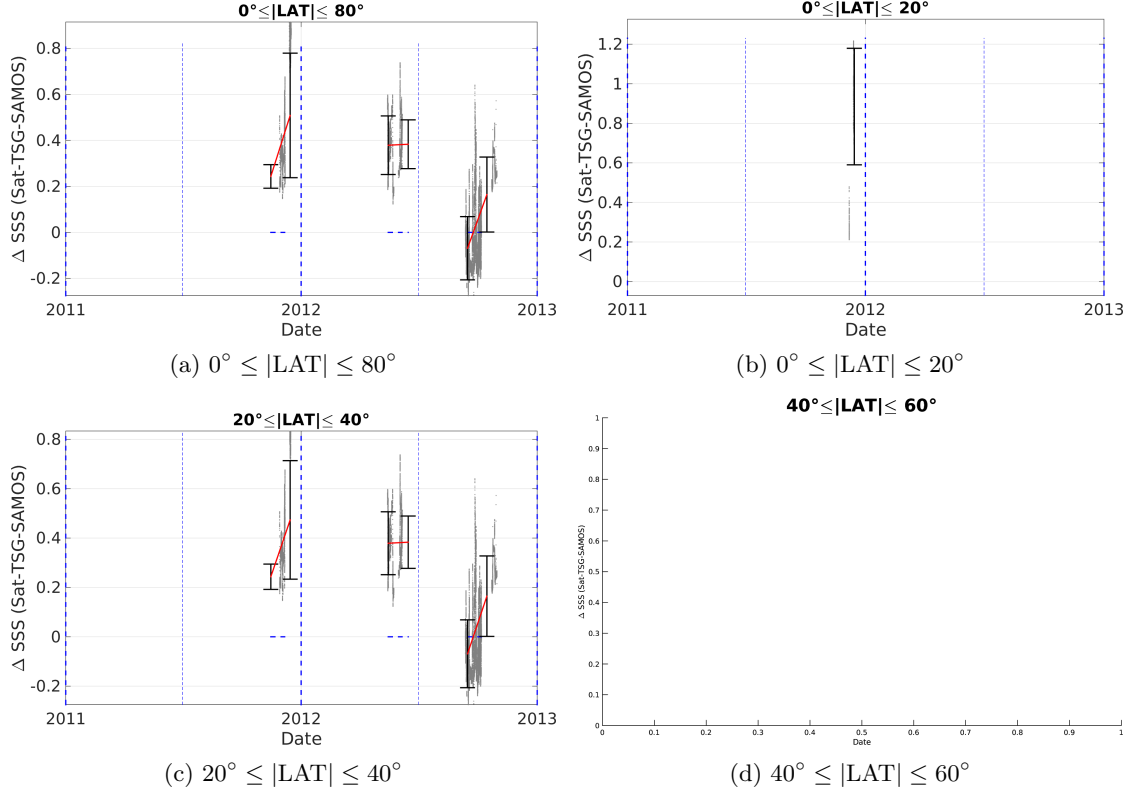 0°≤|LAT|≤ 80°
0.8
0.6
0.4
0.2
0
-0.2
Δ SSS (Sat-TSG-SAMOS)
2011 2012 2013
Date
(a) 0° ≤ |LAT| ≤ 80°
0°≤|LAT|≤ 20°
1.2
1
0.8
0.6
0.4
0.2
0
Δ SSS (Sat-TSG-SAMOS)
2011 2012 2013
Date
(b) 0° ≤ |LAT| ≤ 20°
20°≤|LAT|≤ 40°
0.8
0.6
0.4
0.2
0
-0.2
Δ SSS (Sat-TSG-SAMOS)
2011 2012 2013
Date
(c) 20° ≤ |LAT| ≤ 40°
40°≤|LAT|≤ 60°
1
0.9
0.8
0.7
0.6
0.5
0.4
0.3
0.2
0.1
0
Δ SSS (Sat-TSG-SAMOS)
0 0.1 0.2 0.3 0.4 0.5 0.6 0.7 0.8 0.9 1
Date
(d) 40° ≤ |LAT| ≤ 60°